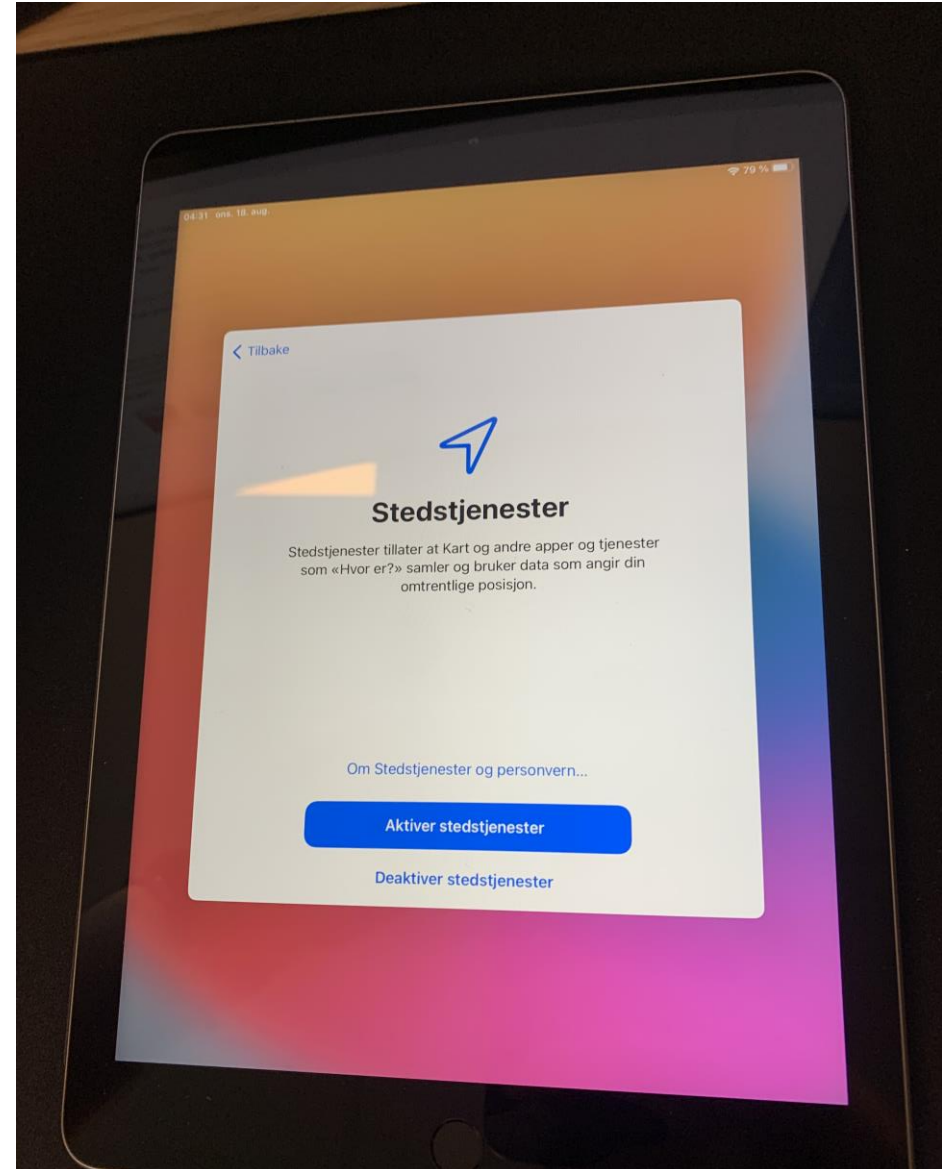 04:31 ons. 18. aug.
79 %
Tilbake
Stedstjenester
Stedstjenester tillater at Kart og andre apper og tjenester
som «Hvor er?» samler og bruker data som angir din
omtrentlige posisjon.
Om Stedstjenester og personvern...
Aktiver stedstjenester
Deaktiver stedstjenester